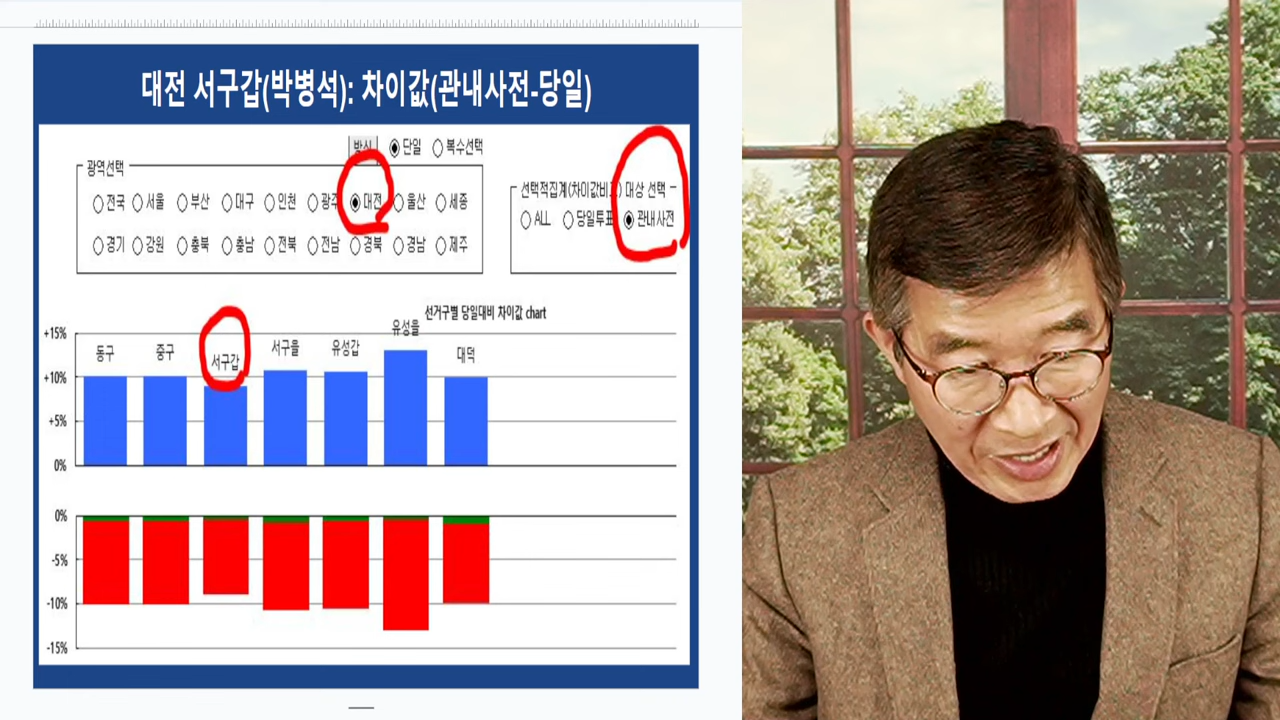 대전 서구갑(박병석): 차이값(관내사전-당일)
방식 단일 복수선택
광역선택
전국 서울 부산 대구 인천 광주 대전 울산 세종
경기 강원 충북 충남 전북 전남 경북 경남 제주
선택적집계(차이값비교) 대상 선택
ALL 당일투표 관내사전
선거구별 당일대비 차이값 chart
+15%
+10%
+5%
0%
동구 중구 서구갑 서구을 유성갑 유성을 대덕
0%
-5%
-10%
-15%